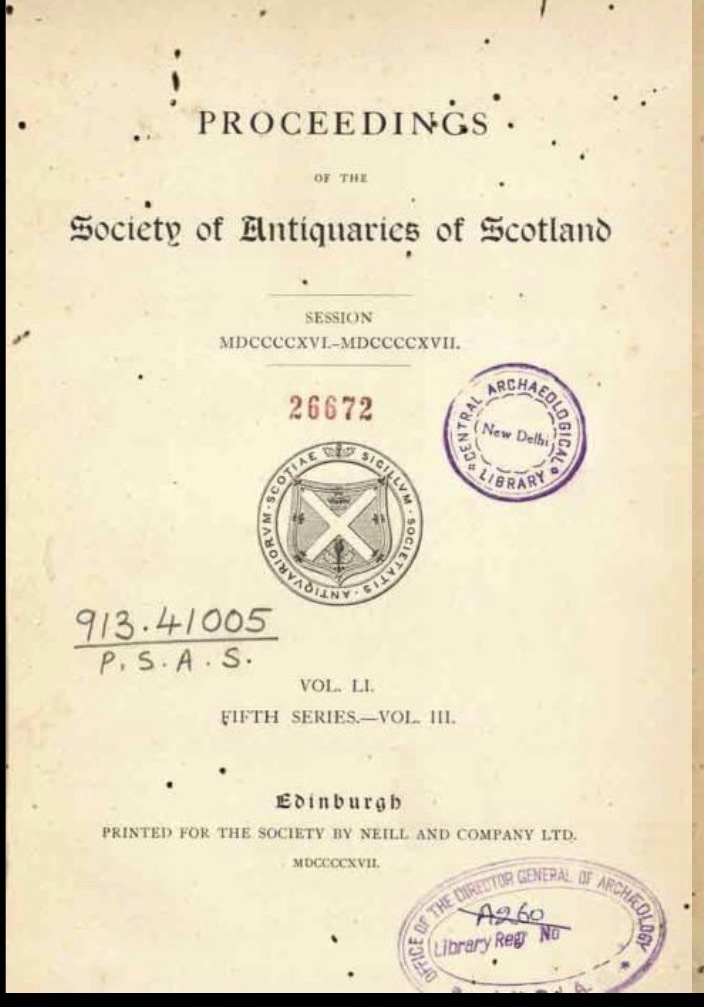 PROCEEDINGS
OF THE
Society of Antiquaries of Scotland
SESSION
MDCCCCXVI.–MDCCCCXVII.
26672
CENTRAL ARCHAEOLOGICAL
New Delhi
LIBRARY
SIGILLVM · SOCIETATIS · ANTIQVARIORVM · SCOTIAE
913.41005
P.S.A.S.
VOL. LI.
FIFTH SERIES.—VOL. III.
Edinburgh
PRINTED FOR THE SOCIETY BY NEILL AND COMPANY LTD.
MDCCCCXVII.
OFFICE OF THE DIRECTOR GENERAL OF ARCHÆOLOGY
A260
Library Regr No